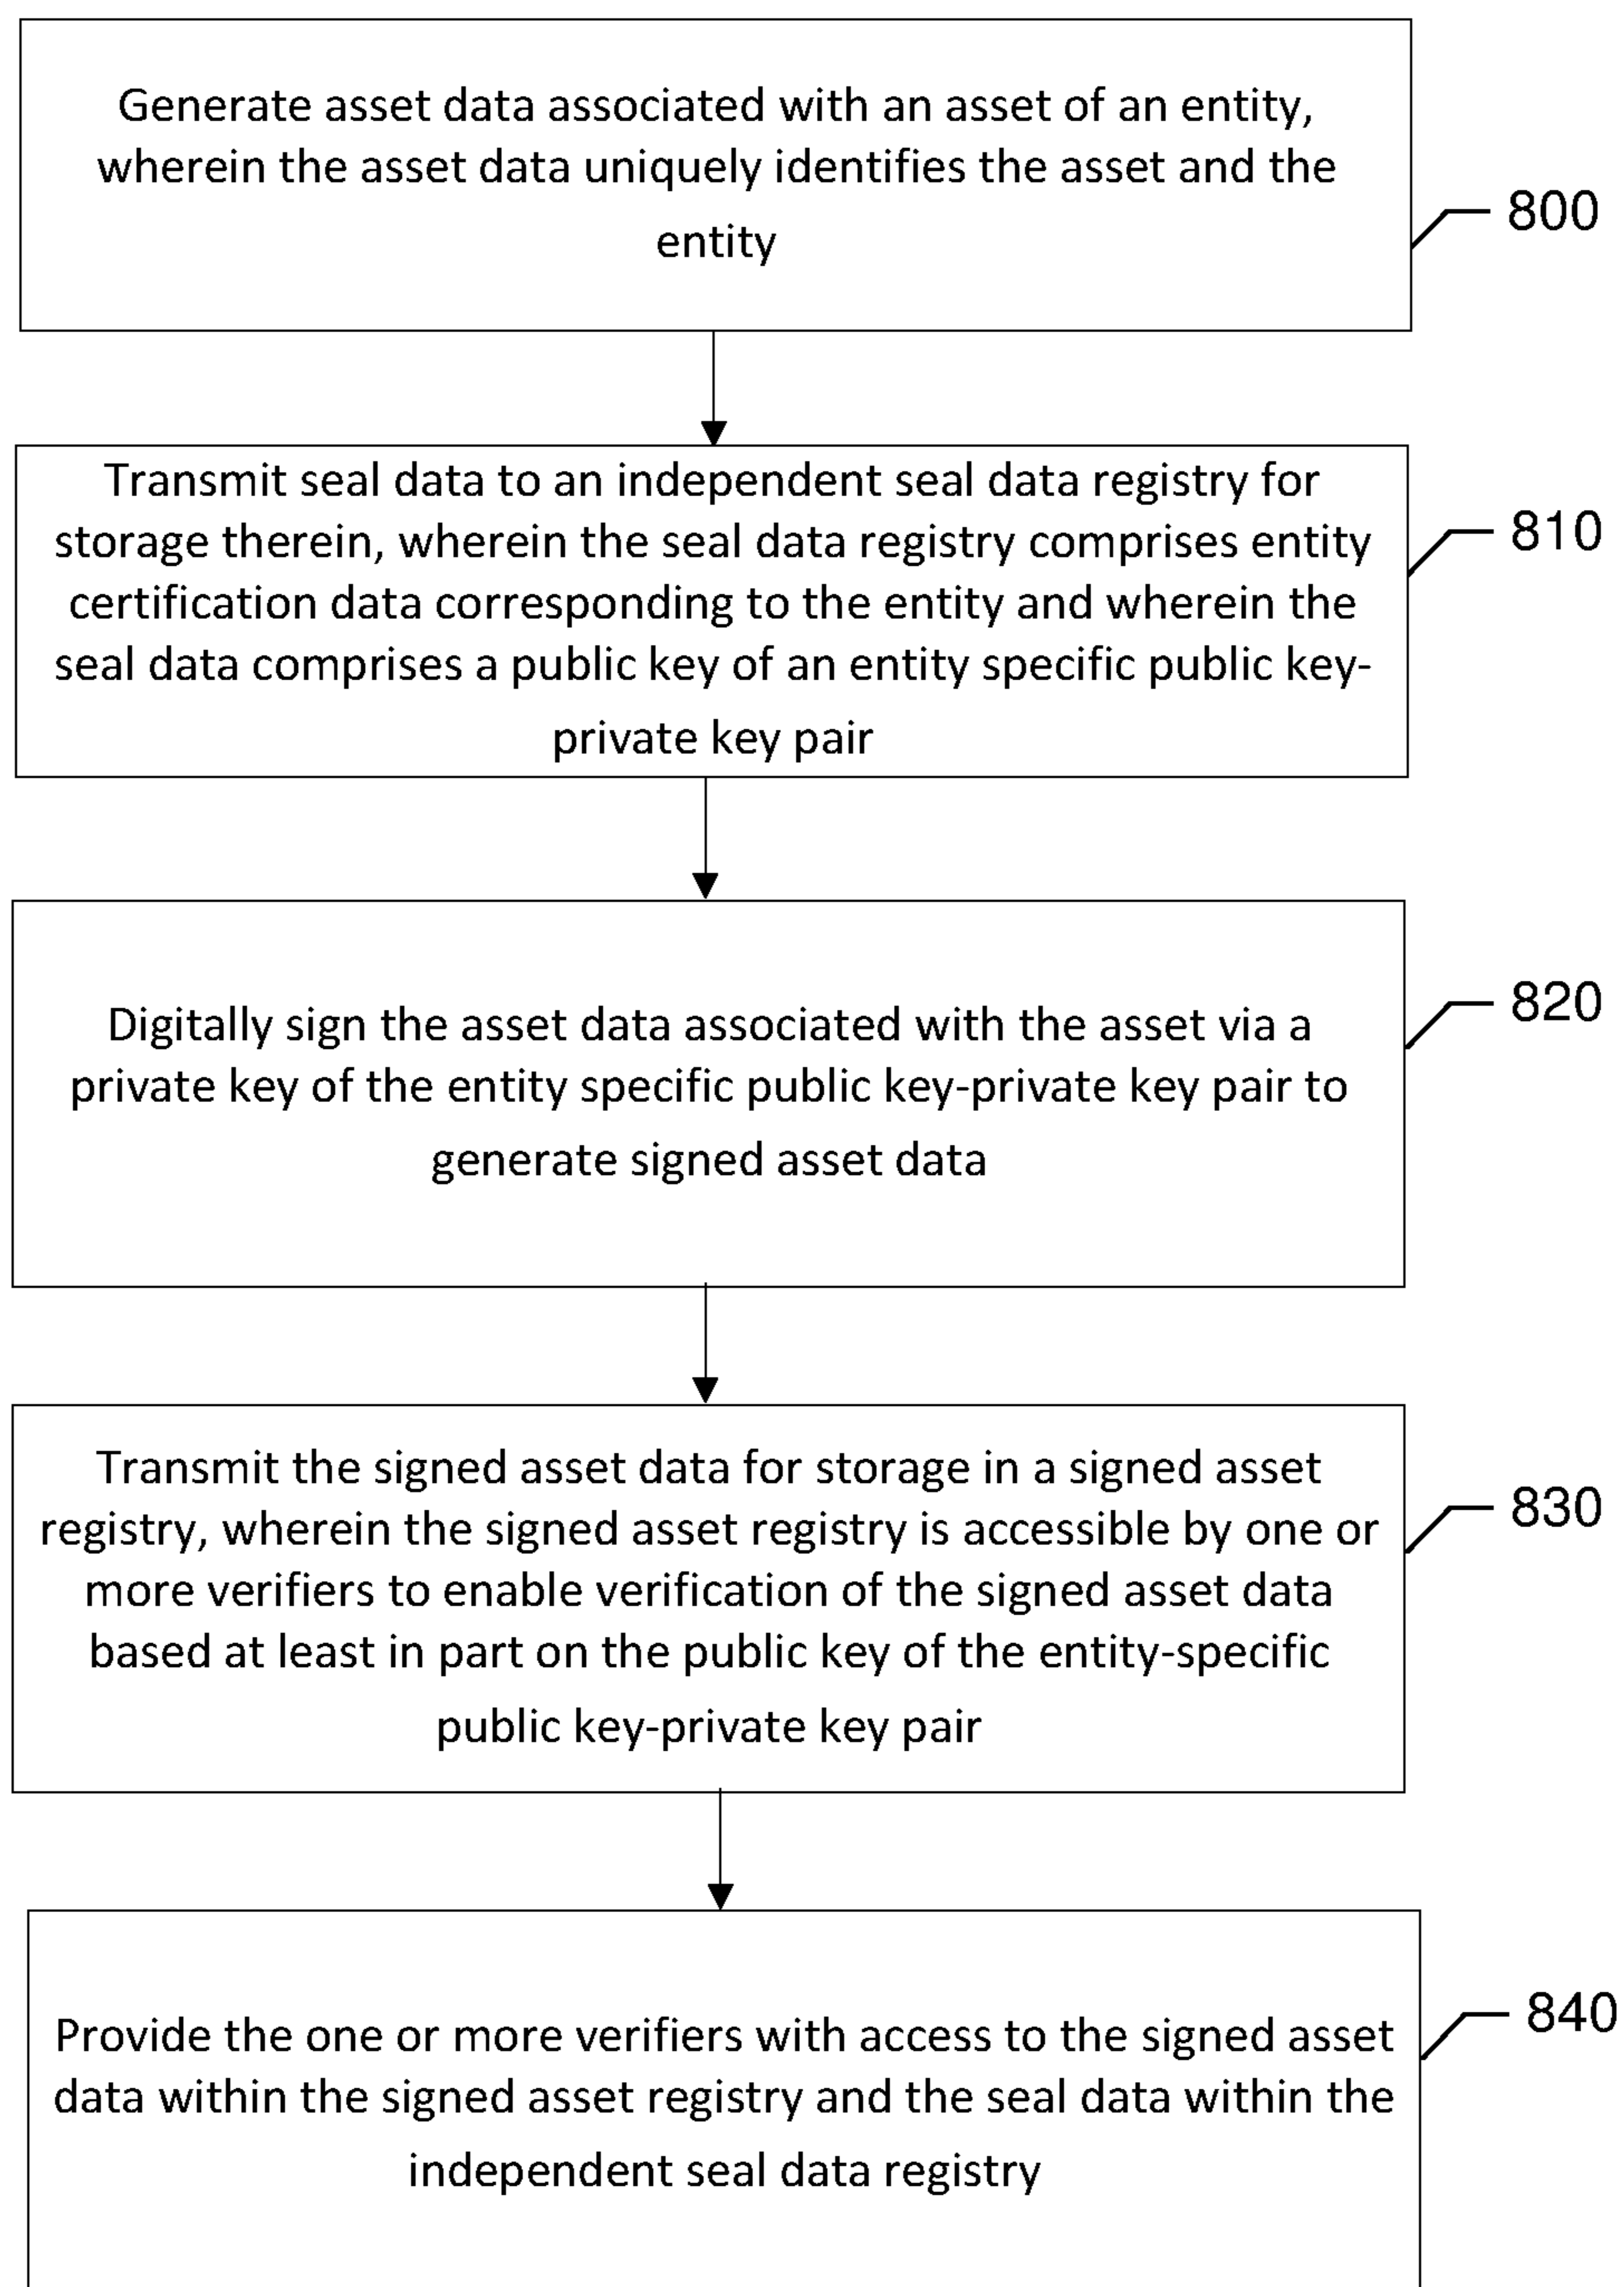 Generate asset data associated with an asset of an entity,
wherein the asset data uniquely identifies the asset and the
entity
800
Transmit seal data to an independent seal data registry for
storage therein, wherein the seal data registry comprises entity
certification data corresponding to the entity and wherein the
seal data comprises a public key of an entity specific public key-
private key pair
810
Digitally sign the asset data associated with the asset via a
private key of the entity specific public key-private key pair to
generate signed asset data
820
Transmit the signed asset data for storage in a signed asset
registry, wherein the signed asset registry is accessible by one or
more verifiers to enable verification of the signed asset data
based at least in part on the public key of the entity-specific
public key-private key pair
830
Provide the one or more verifiers with access to the signed asset
data within the signed asset registry and the seal data within the
independent seal data registry
840